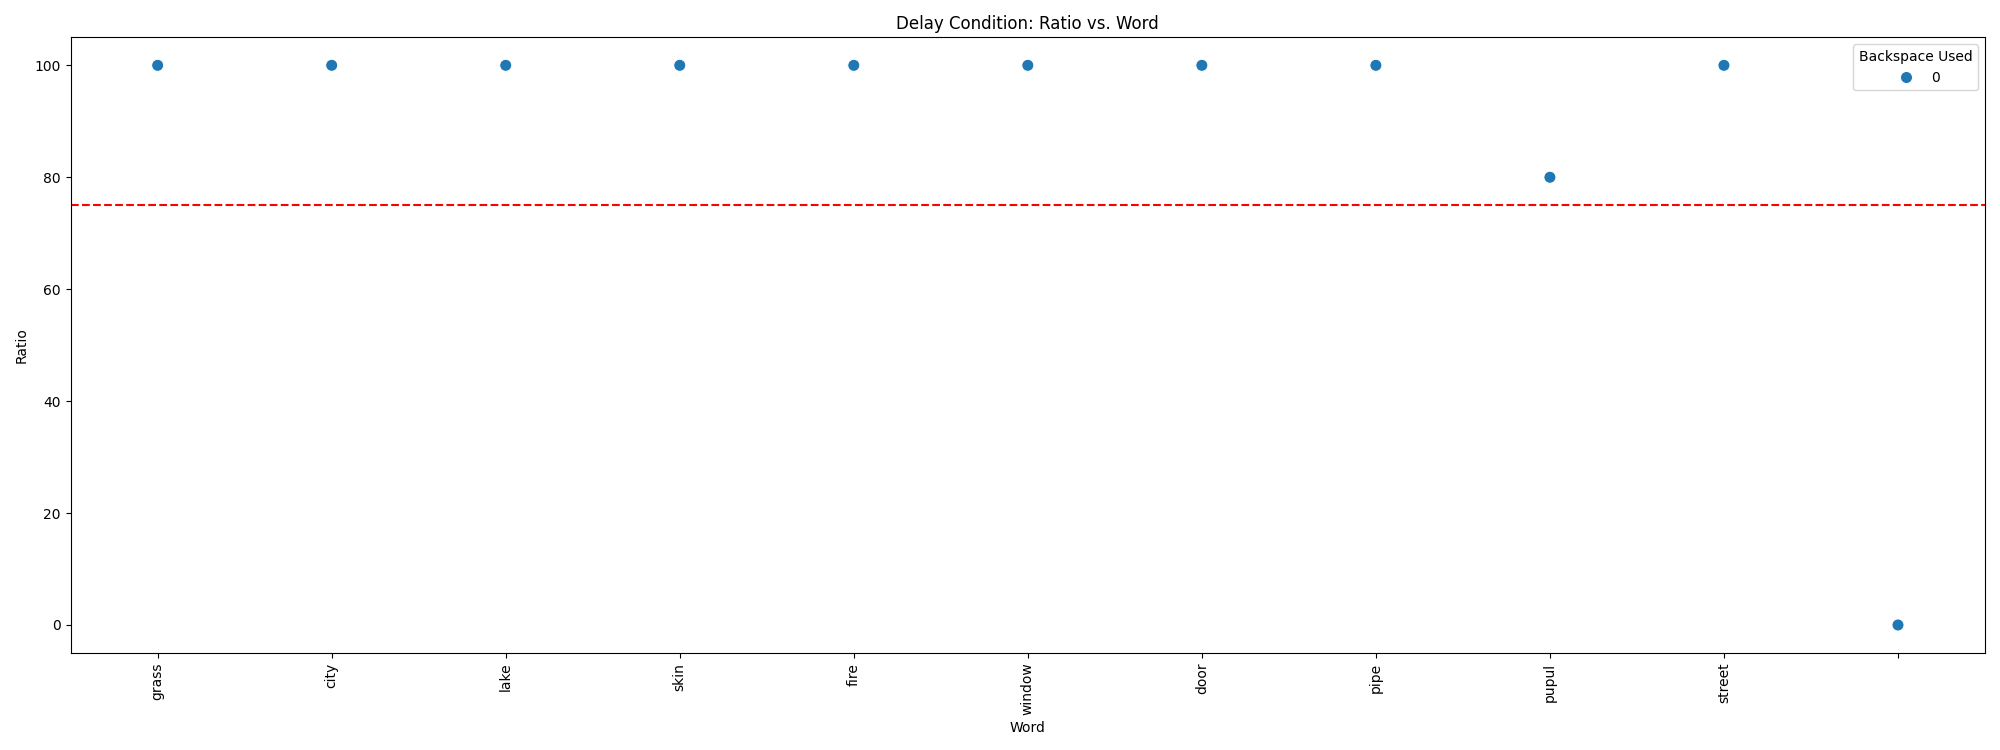 Delay Condition: Ratio vs. Word
Backspace Used
0
Ratio
100
80
60
40
20
0
grass
city
lake
skin
fire
window
door
pipe
pupul
street
Word